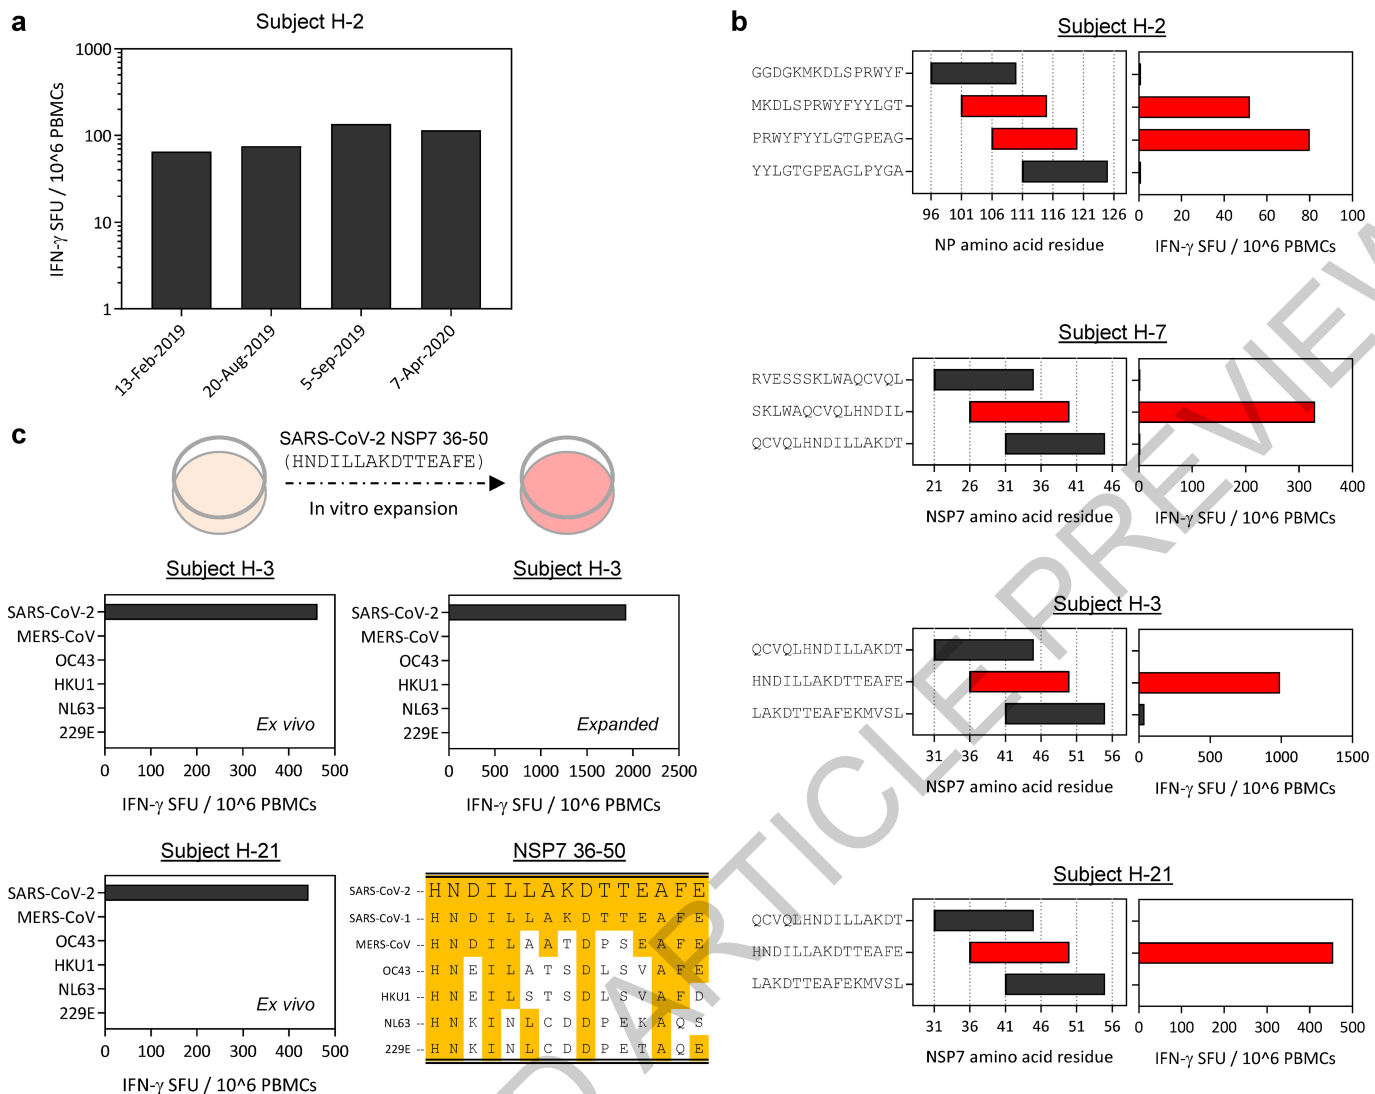 a
Subject H-2
1000
100
10
1
IFN-γ SFU / 10^6 PBMCs
13-Feb-2019
20-Aug-2019
5-Sep-2019
7-Apr-2020
b
Subject H-2
GGDGKMKDLSPRWYF
MKDLSPRWYFYYLGT
PRWYFYYLGTGPEAG
YYLGTGPEAGLPYGA
96 101 106 111 116 121 126
NP amino acid residue
0 20 40 60 80 100
IFN-γ SFU / 10^6 PBMCs
Subject H-7
RVESSSKLWAQCVQL
SKLWAQCVQLHNDIL
QCVQLHNDILLAKDT
21 26 31 36 41 46
NSP7 amino acid residue
0 100 200 300 400
IFN-γ SFU / 10^6 PBMCs
Subject H-3
QCVQLHNDILLAKDT
HNDILLAKDTTEAFE
LAKDTTEAFEKMVSL
31 36 41 46 51 56
NSP7 amino acid residue
0 500 1000 1500
IFN-γ SFU / 10^6 PBMCs
Subject H-21
QCVQLHNDILLAKDT
HNDILLAKDTTEAFE
LAKDTTEAFEKMVSL
31 36 41 46 51 56
NSP7 amino acid residue
0 100 200 300 400 500
IFN-γ SFU / 10^6 PBMCs
c
SARS-CoV-2 NSP7 36-50
(HNDILLAKDTTEAFE)
In vitro expansion
Subject H-3
SARS-CoV-2
MERS-CoV
OC43
HKU1
NL63
229E
Ex vivo
0 100 200 300 400 500
IFN-γ SFU / 10^6 PBMCs
Subject H-3
SARS-CoV-2
MERS-CoV
OC43
HKU1
NL63
229E
Expanded
0 500 1000 1500 2000 2500
IFN-γ SFU / 10^6 PBMCs
Subject H-21
SARS-CoV-2
MERS-CoV
OC43
HKU1
NL63
229E
Ex vivo
0 100 200 300 400 500
IFN-γ SFU / 10^6 PBMCs
NSP7 36-50
SARS-CoV-2 -- H N D I L L A K D T T E A F E
SARS-CoV-1 -- H N D I L L A K D T T E A F E
MERS-CoV -- H N D I L A A T D P S E A F E
OC43 -- H N E I L A T S D L S V A F E
HKU1 -- H N E I L S T S D L S V A F D
NL63 -- H N K I N L C D D P E K A Q S
229E -- H N K I N L C D D P E T A Q E
D ARTICLE PREVIEW